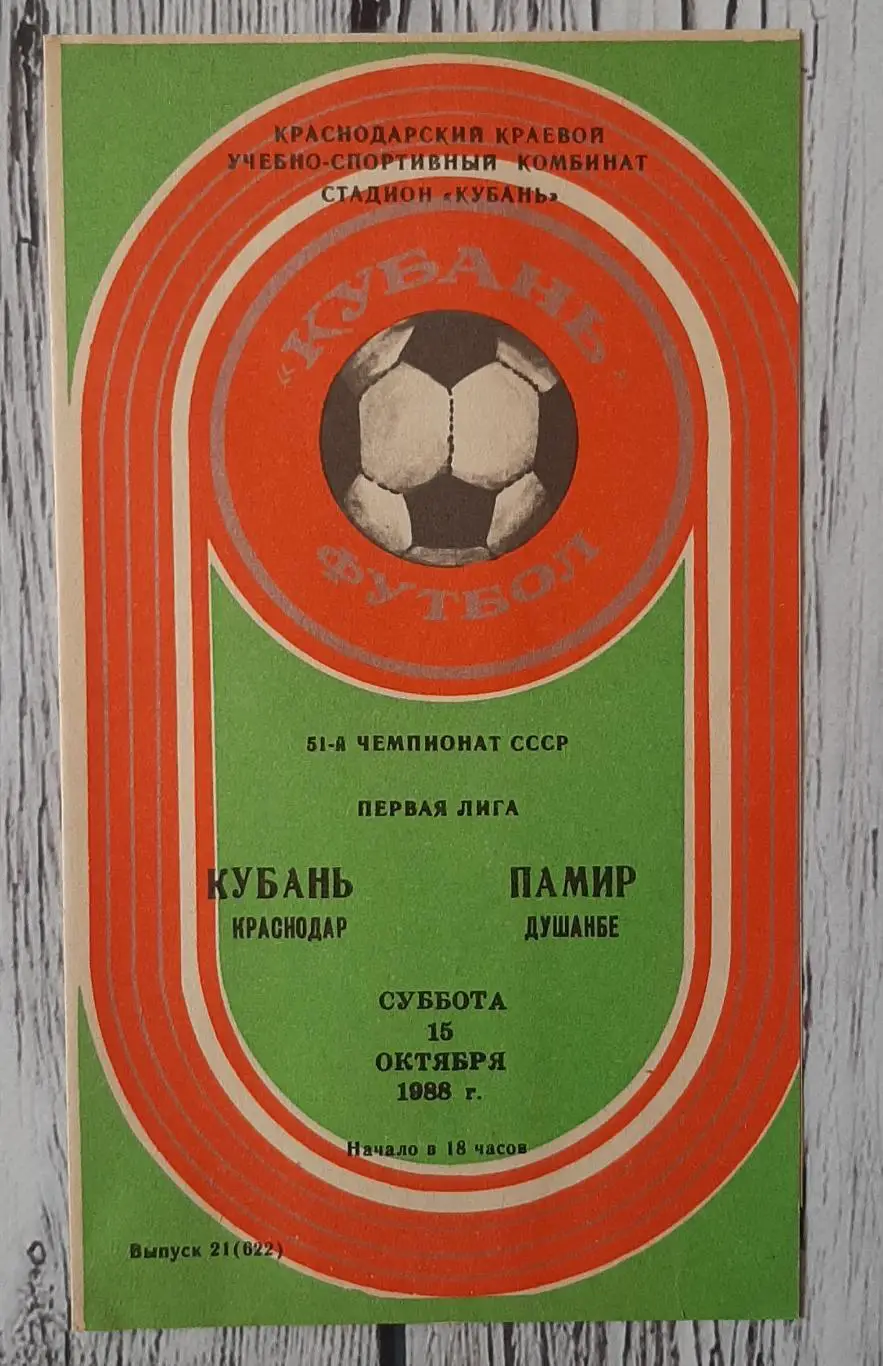 КРАСНОДАРСКИЙ КРАЕВОЙ
УЧЕБНО-СПОРТИВНЫЙ КОМБИНАТ
СТАДИОН «КУБАНЬ»
«КУБАНЬ»
ФУТБОЛ
51-Й ЧЕМПИОНАТ СССР
ПЕРВАЯ ЛИГА
КУБАНЬ ПАМИР
КРАСНОДАР ДУШАНБЕ
СУББОТА
15
ОКТЯБРЯ
1988 г.
Начало в 18 часов
Выпуск 21(622)